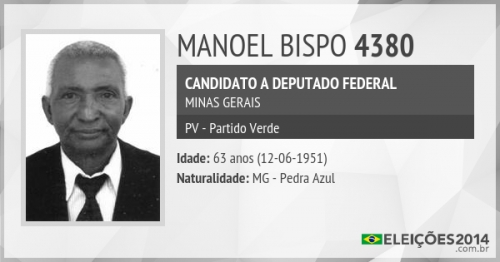 MANOEL BISPO 4380
CANDIDATO A DEPUTADO FEDERAL
MINAS GERAIS
PV - Partido Verde
Idade: 63 anos (12-06-1951)
Naturalidade: MG - Pedra Azul
ELEIÇÕES2014
.com.br